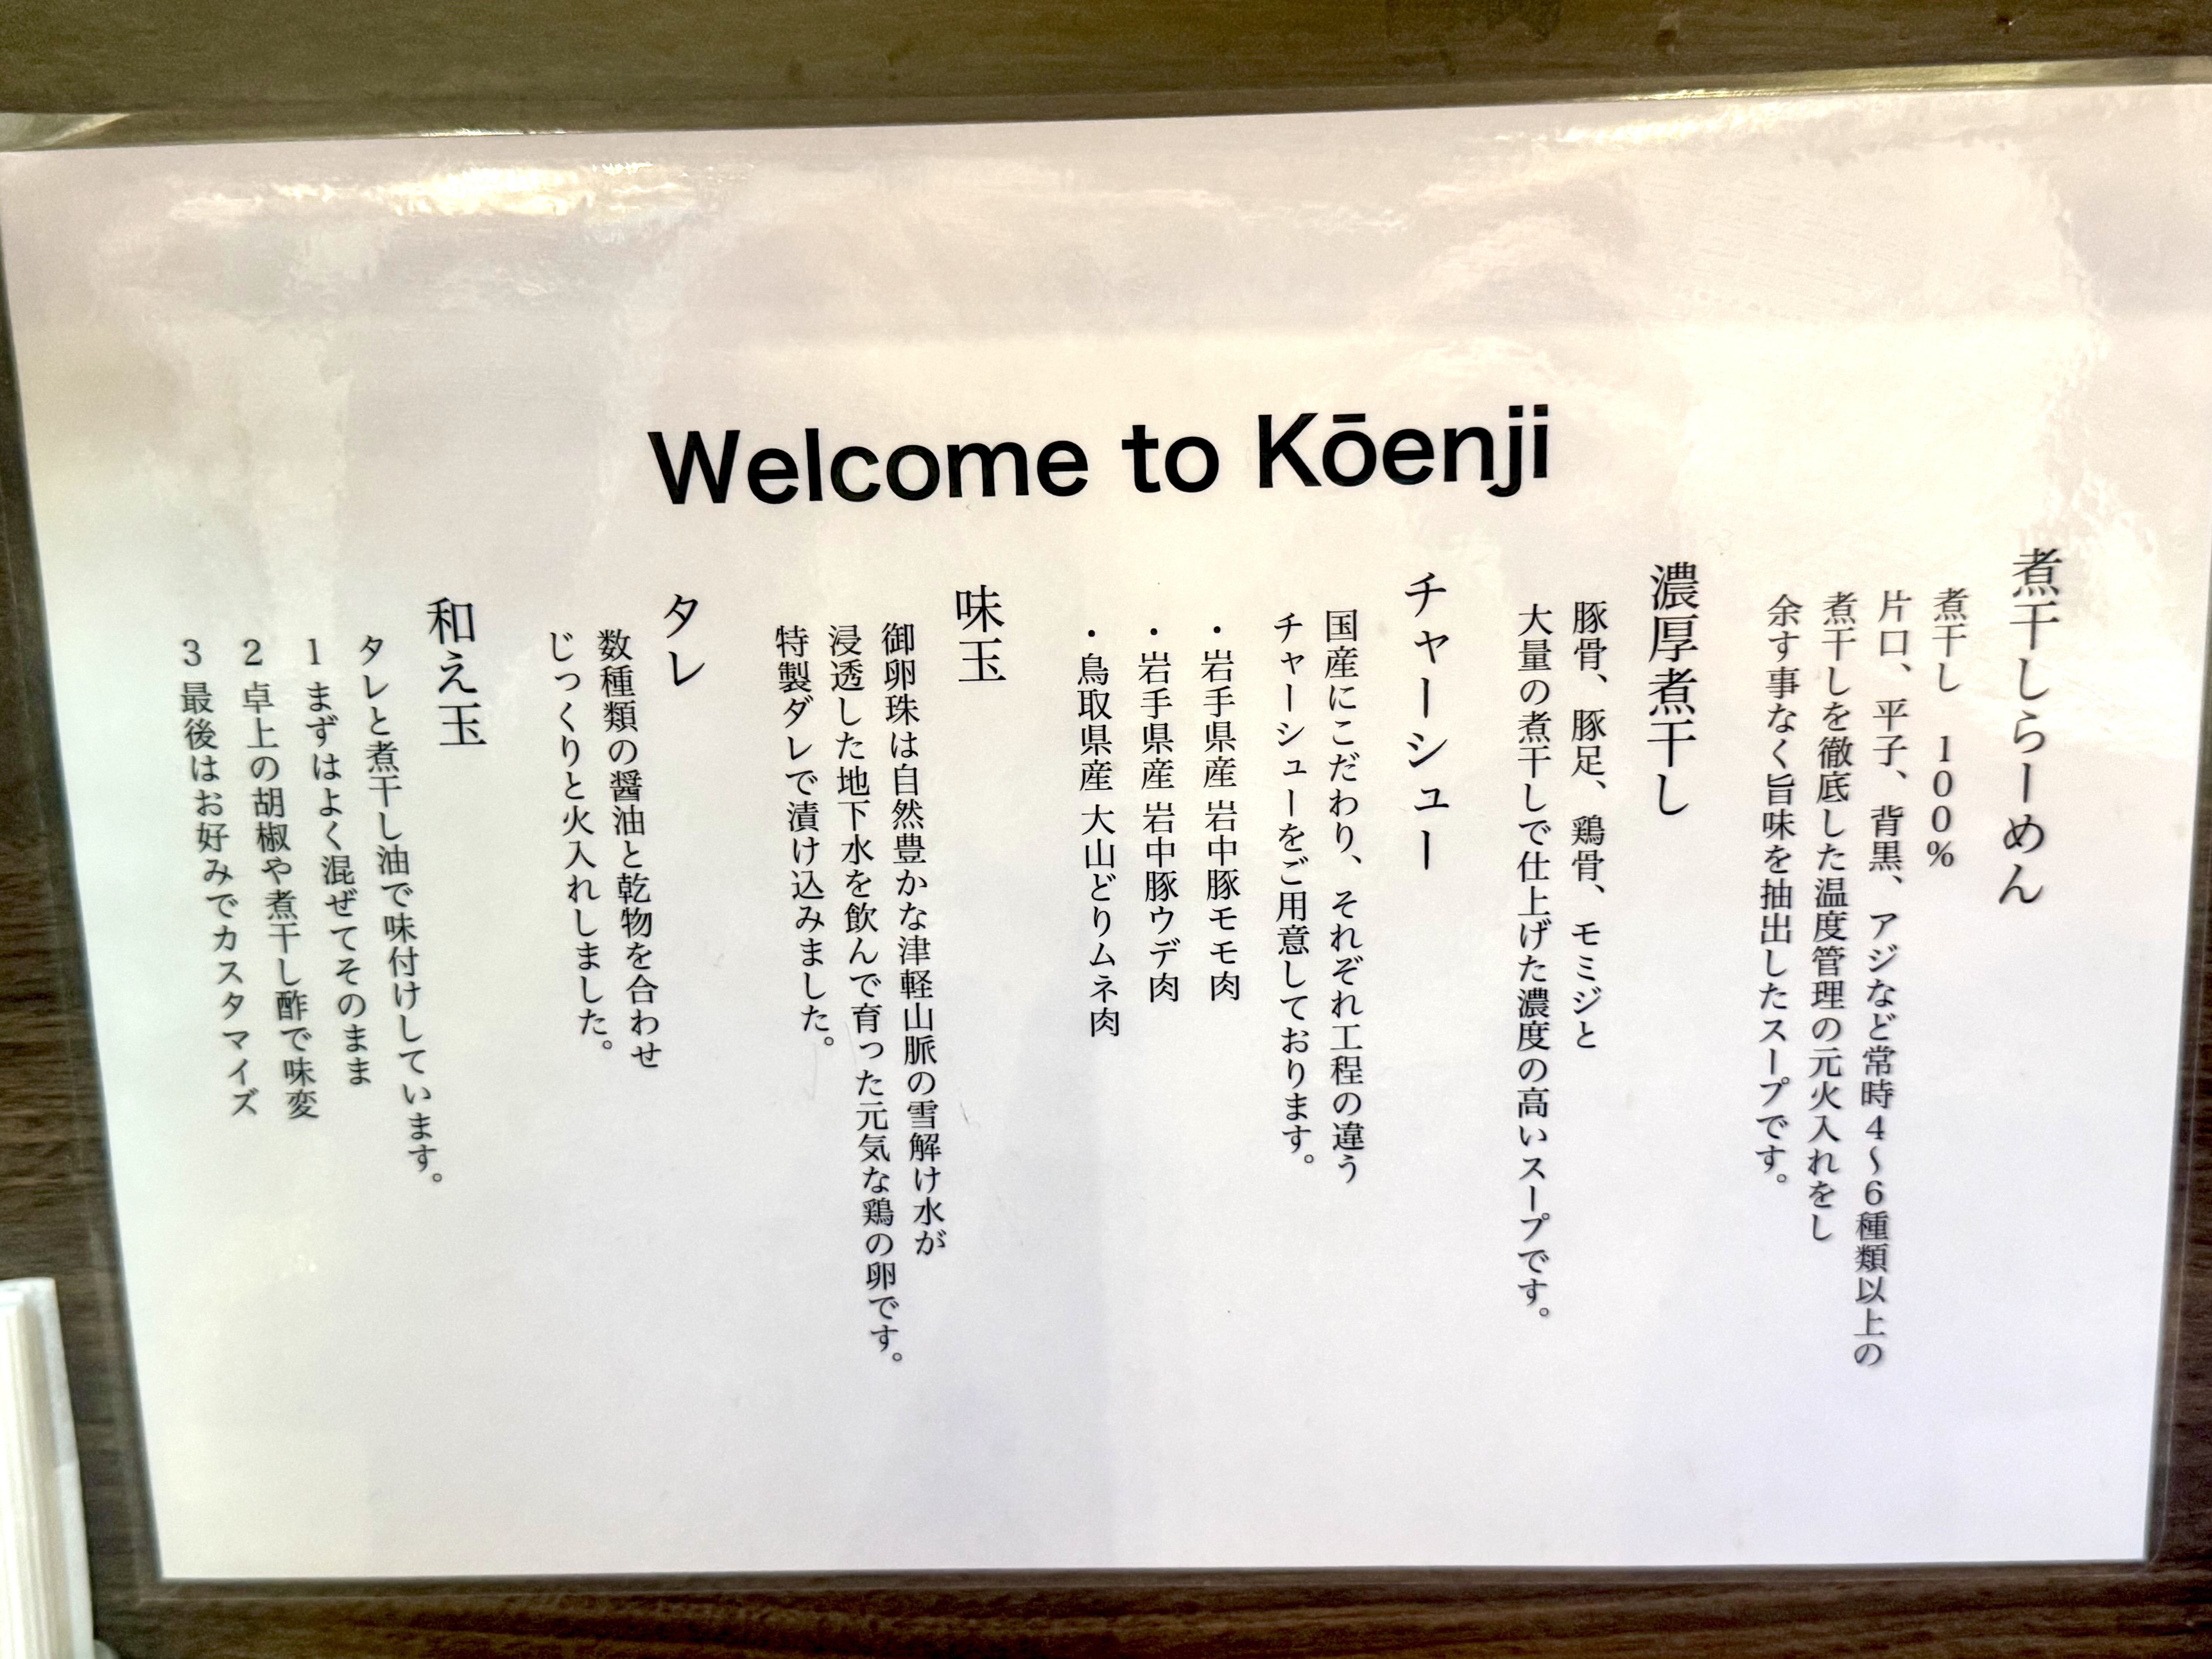 Welcome to Kōenji
煮干しらーめん
煮干し 100%
片口、平子、背黒、アジなど常時4～6種類以上の
煮干しを徹底した温度管理の元火入れをし
余す事なく旨味を抽出したスープです。
濃厚煮干し
豚骨、豚足、鶏骨、モミジと
大量の煮干しで仕上げた濃度の高いスープです。
チャーシュー
国産にこだわり、それぞれ工程の違う
チャーシューをご用意しております。
・岩手県産 岩中豚モモ肉
・岩手県産 岩中豚ウデ肉
・鳥取県産 大山どりムネ肉
味玉
御卵珠は自然豊かな津軽山脈の雪解け水が
浸透した地下水を飲んで育った元気な鶏の卵です。
特製ダレで漬け込みました。
タレ
数種類の醤油と乾物を合わせ
じっくりと火入れしました。
和え玉
タレと煮干し油で味付けしています。
1 まずはよく混ぜてそのまま
2 卓上の胡椒や煮干し酢で味変
3 最後はお好みでカスタマイズ